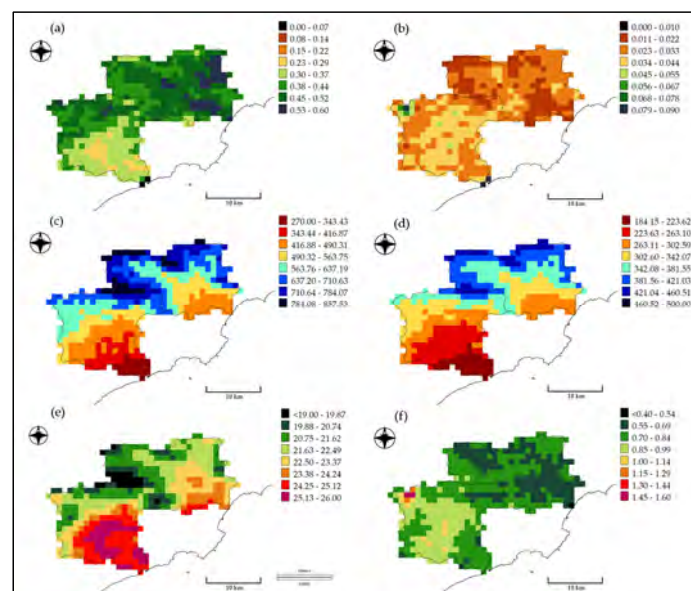 (a)
0.00 - 0.07
0.08 - 0.14
0.15 - 0.22
0.23 - 0.29
0.30 - 0.37
0.38 - 0.44
0.45 - 0.52
0.53 - 0.60
10 km
(b)
0.000 - 0.010
0.011 - 0.022
0.023 - 0.033
0.034 - 0.044
0.045 - 0.055
0.056 - 0.067
0.068 - 0.078
0.079 - 0.090
10 km
(c)
270.00 - 343.43
343.44 - 416.87
416.88 - 490.31
490.32 - 563.75
563.76 - 637.19
637.20 - 710.63
710.64 - 784.07
784.08 -
10 km
(d)
184.15 - 223.62
223.63 - 263.10
263.11 - 302.59
302.60 - 342.07
342.08 - 381.55
381.56 - 421.03
421.04 - 460.51
460.52 - 500.00
10 km
(e)
<19.00 - 19.87
19.88 - 20.74
20.75 - 21.62
21.63 - 22.49
22.50 - 23.37
23.38 - 24.24
24.25 - 25.12
25.13 - 26.00
10 km
(f)
<0.40 - 0.54
0.55 - 0.69
0.70 - 0.84
0.85 - 0.99
1.00 - 1.14
1.15 - 1.29
1.30 - 1.44
1.45 - 1.60
10 km